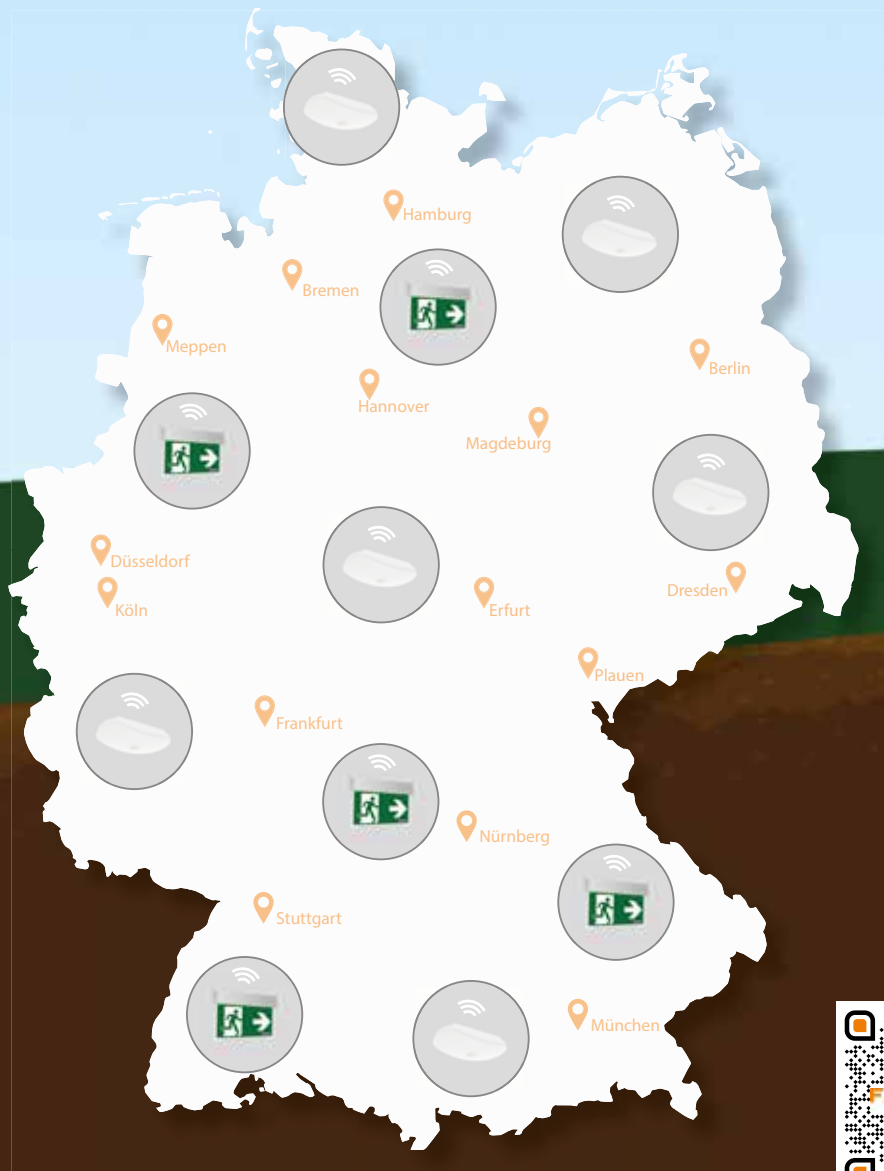 Hamburg
Bremen
Meppen
Berlin
Hannover
Magdeburg
Düsseldorf
Dresden
Köln
Erfurt
Plauen
Frankfurt
Nürnberg
Stuttgart
München
F